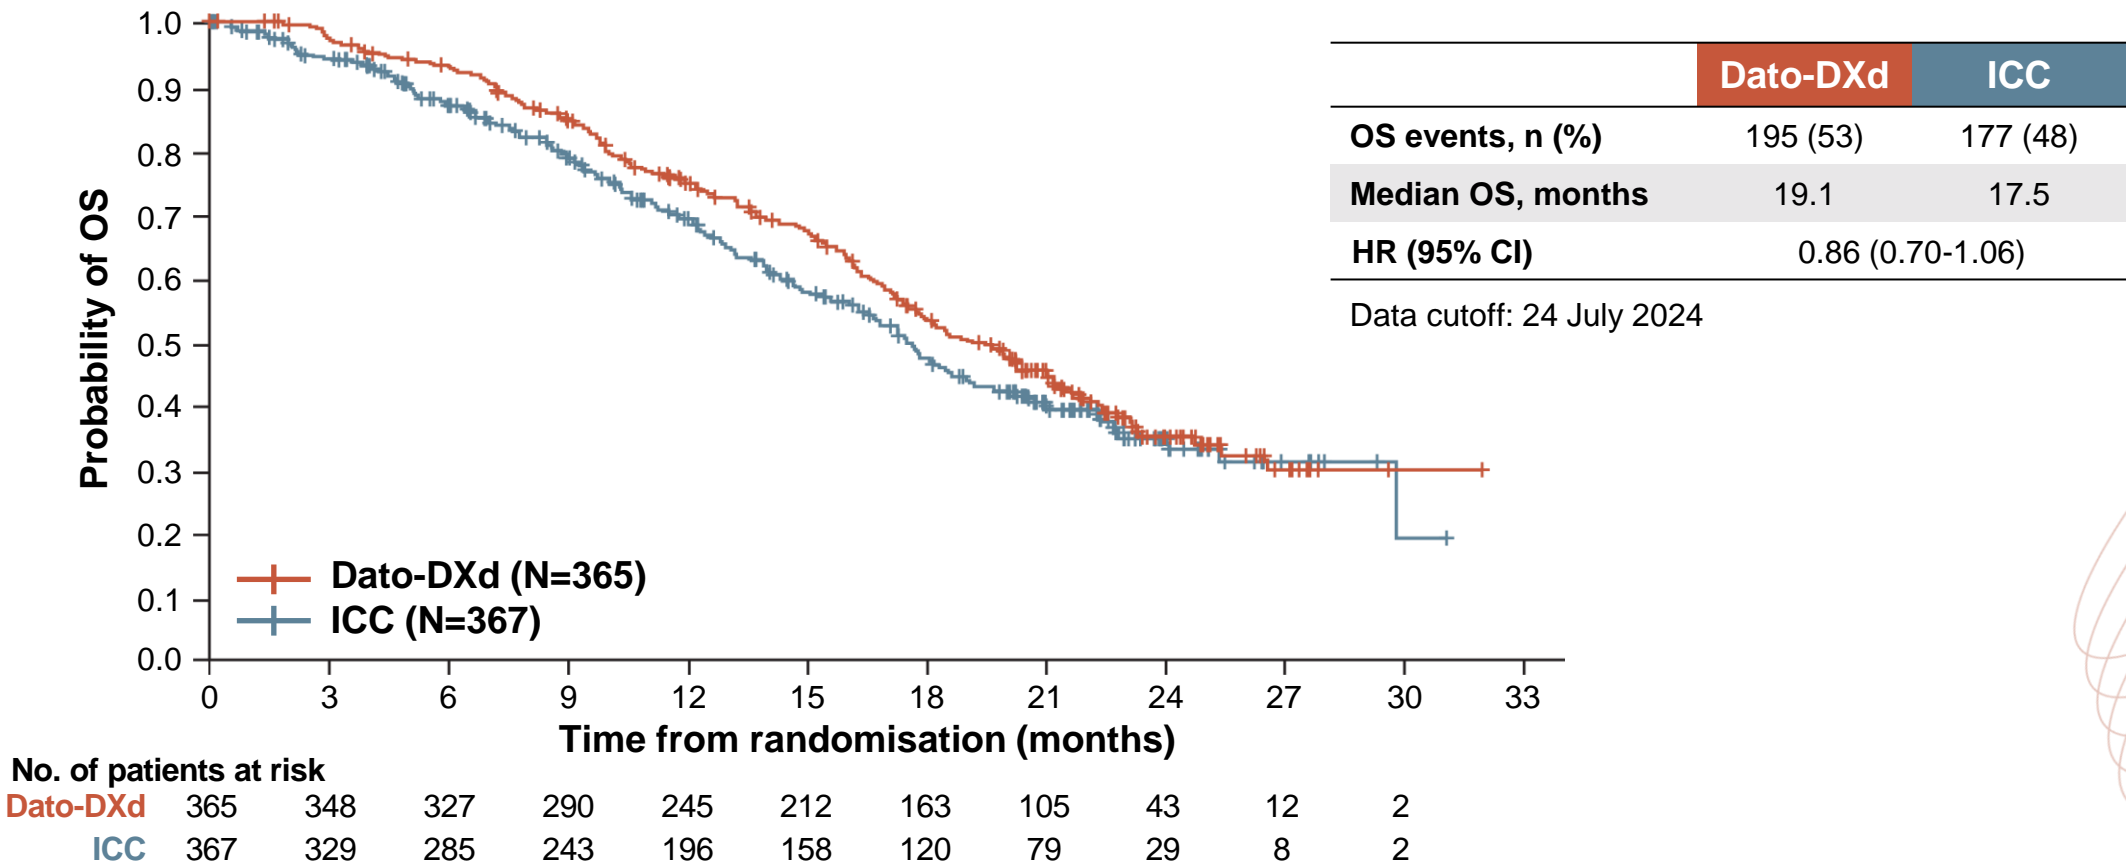 Dato-DXd ICC
OS events, n (%) 195 (53) 177 (48)
Median OS, months 19.1 17.5
HR (95% CI) 0.86 (0.70-1.06)
Data cutoff: 24 July 2024
Probability of OS
1.0
0.9
0.8
0.7
0.6
0.5
0.4
0.3
0.2
0.1
0.0
Dato-DXd (N=365)
ICC (N=367)
0 3 6 9 12 15 18 21 24 27 30 33
Time from randomisation (months)
No. of patients at risk
Dato-DXd 365 348 327 290 245 212 163 105 43 12 2
ICC 367 329 285 243 196 158 120 79 29 8 2